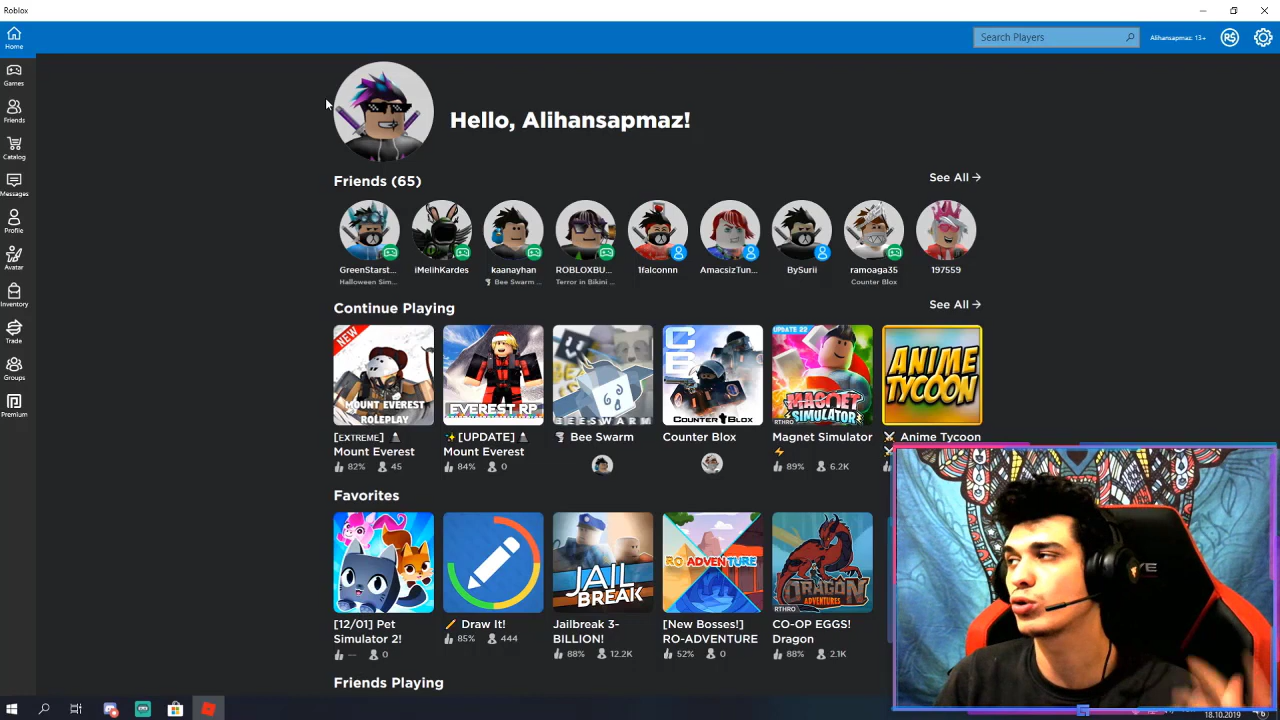 Roblox
Home
Search Players
Alihansapmaz: 13+
Games
Friends
Catalog
Messages
Profile
Avatar
Inventory
Trade
Groups
Premium
Hello, Alihansapmaz!
Friends (65)
See All →
GreenStarst...
iMelihKardes
kaanayhan
ROBLOXBU...
1falconnn
AmacsizTun...
BySurii
ramoaga35
197559
Halloween Sim...
Bee Swarm ...
Terror in Bikini ...
Counter Blox
Continue Playing
See All →
NEW
MOUNT EVEREST
ROLEPLAY
EVEREST RP
BEESWARM
CB
COUNTER BLOX
UPDATE 22
MAGNET
SIMULATOR
RTHRO
ANIME
TYCOON
[EXTREME]
Mount Everest
82% 45
[UPDATE]
Mount Everest
84% 0
Bee Swarm
Counter Blox
Magnet Simulator
89% 6.2K
Anime Tycoon
Favorites
JAIL
BREAK
RO ADVENTURE
DRAGON
ADVENTURES
RTHRO
[12/01] Pet
Simulator 2!
-- 0
Draw It!
85% 444
Jailbreak 3-
BILLION!
88% 12.2K
[New Bosses!]
RO-ADVENTURE
52% 0
CO-OP EGGS!
Dragon
88% 2.1K
Friends Playing
18.10.2019